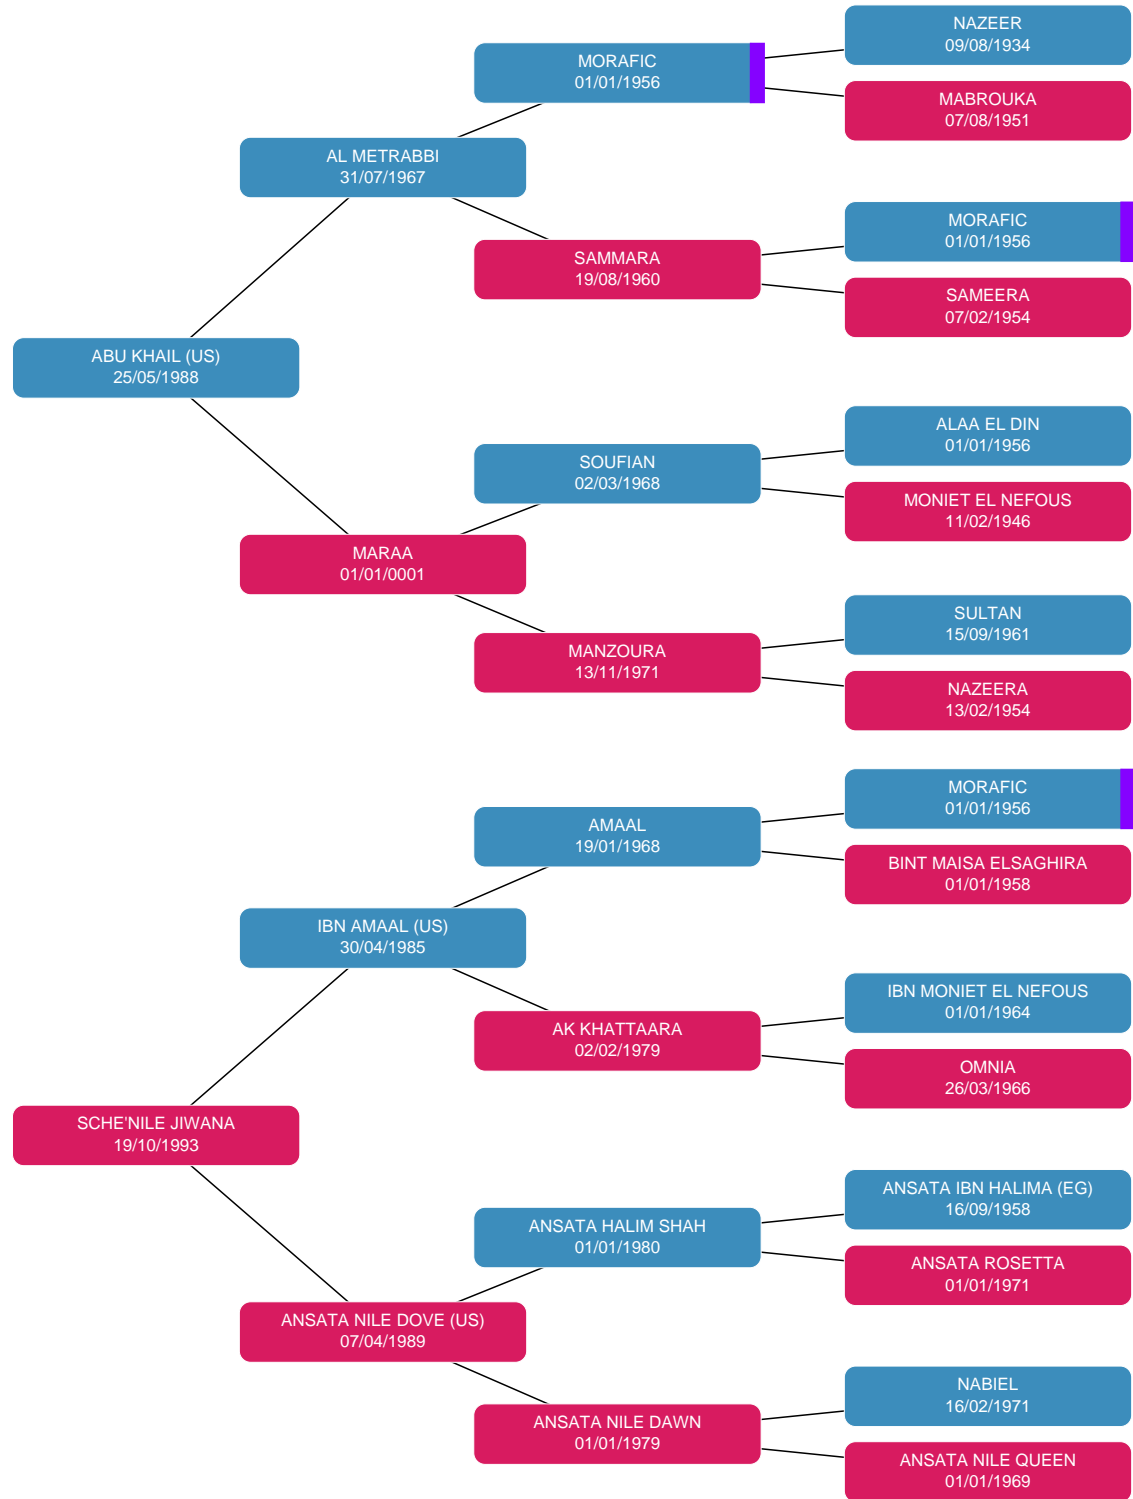 NAZEER
09/08/1934
MORAFIC
01/01/1956
MABROUKA
07/08/1951
AL METRABBI
31/07/1967
MORAFIC
01/01/1956
SAMMARA
19/08/1960
SAMEERA
07/02/1954
ABU KHAIL (US)
25/05/1988
ALAA EL DIN
01/01/1956
SOUFIAN
02/03/1968
MONIET EL NEFOUS
11/02/1946
MARAA
01/01/0001
SULTAN
15/09/1961
MANZOURA
13/11/1971
NAZEERA
13/02/1954
MORAFIC
01/01/1956
AMAAL
19/01/1968
BINT MAISA ELSAGHIRA
01/01/1958
IBN AMAAL (US)
30/04/1985
IBN MONIET EL NEFOUS
01/01/1964
AK KHATTAARA
02/02/1979
OMNIA
26/03/1966
SCHE'NILE JIWANA
19/10/1993
ANSATA IBN HALIMA (EG)
16/09/1958
ANSATA HALIM SHAH
01/01/1980
ANSATA ROSETTA
01/01/1971
ANSATA NILE DOVE (US)
07/04/1989
NABIEL
16/02/1971
ANSATA NILE DAWN
01/01/1979
ANSATA NILE QUEEN
01/01/1969